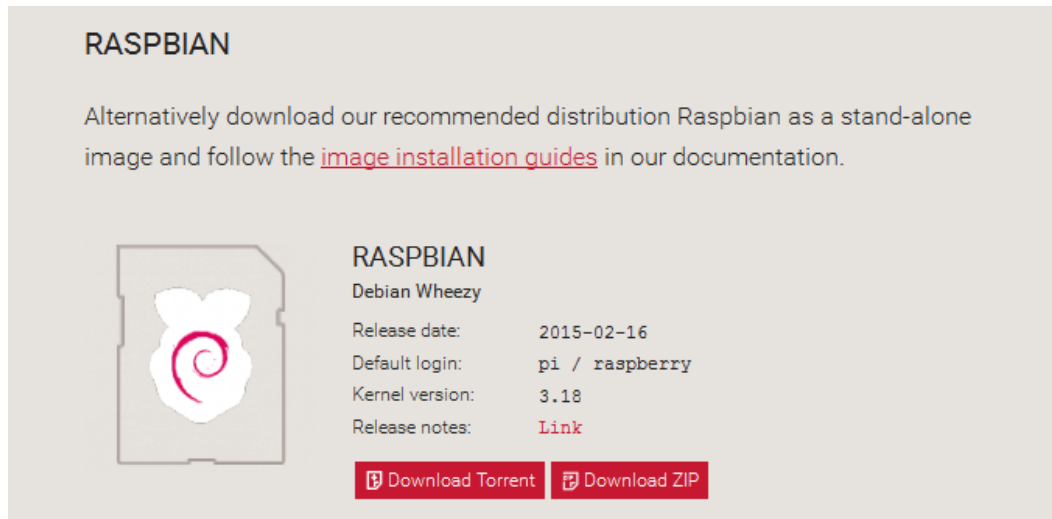 RASPBIAN
Alternatively download our recommended distribution Raspbian as a stand-alone
image and follow the image installation guides in our documentation.
RASPBIAN
Debian Wheezy
Release date: 2015-02-16
Default login: pi / raspberry
Kernel version: 3.18
Release notes: Link
Download Torrent Download ZIP